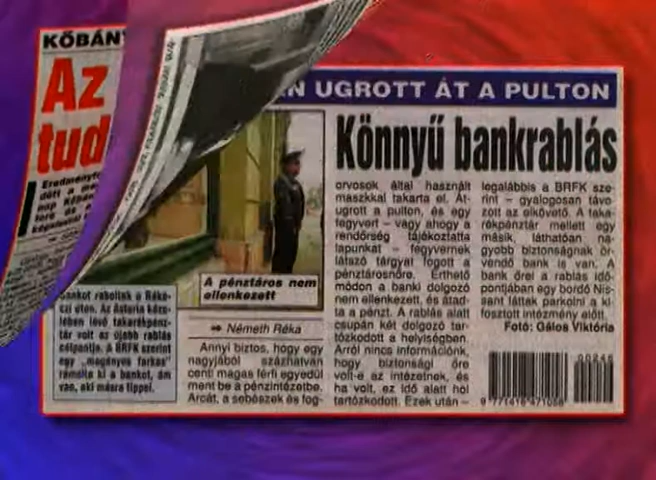 KŐBÁN
Az
tud
N UGROTT ÁT A PULTON
Könnyű bankrablás
A pénztáros nem
ellenkezett
bankot raboltak a Rákó-
czi úton. Az Astoria köze-
lében lévő takarékpénz-
tár volt az újabb rablás
célpontja. A BRFK szerint
egy „magányos farkas"
rámolta ki a bankot, ám
van, aki másra tippel.
⇒ Németh Réka
Annyi biztos, hogy egy
nagyjából százhatvan
centi magas férfi egyedül
ment be a pénzintézetbe.
Arcát, a sebészek és fog-
orvosok által használt
maszkkal takarta el. Át-
ugrott a pulton, és egy
fegyvert – vagy ahogy a
rendőrség tájékoztatta
lapunkat – fegyvernek
látszó tárgyat fogott a
pénztárosnőre. Érthető
módon a banki dolgozó
nem ellenkezett, és átad-
ta a pénzt. A rablás alatt
csupán két dolgozó tar-
tózkodott a helyiségben.
Arról nincs információnk,
hogy biztonsági őre
volt-e az intézetnek, és
ha volt, ez idő alatt hol
tartózkodott. Ezek után –
legalábbis a BRFK sze-
rint – gyalogosan távo-
zott az elkövető. A taka-
rékpénztár mellett egy
másik, láthatóan na-
gyobb biztonságnak ör-
vendő bank is van. A
bank őrei a rablás idő-
pontjában egy bordó Nis-
sant láttak parkolni a ki-
fosztott intézmény előtt.
Fotó: Gálos Viktória
00246
9 771416 471058